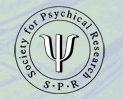 Society for Psychical Research
Ψ
S·P·R